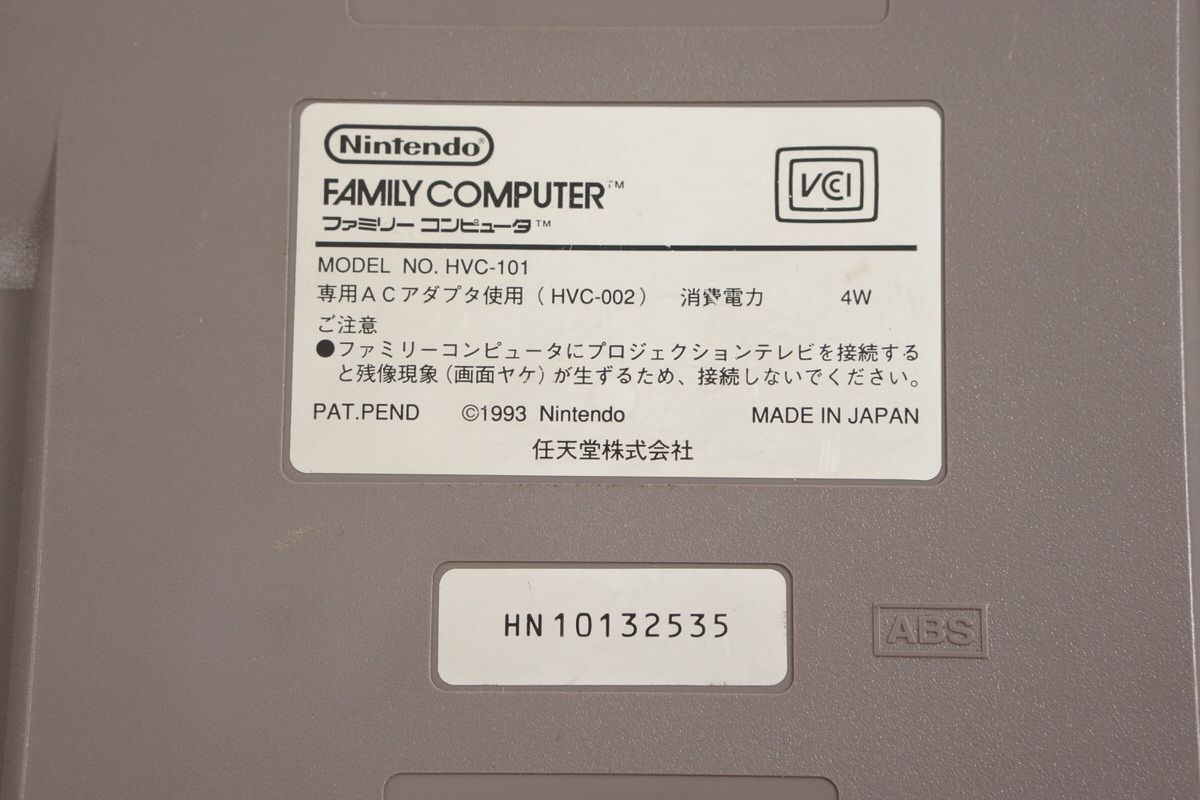 Nintendo®
FAMILY COMPUTER™
ファミリー コンピュータ™
VCCI
MODEL NO. HVC-101
専用ACアダプタ使用（HVC-002） 消費電力 4W
ご注意
●ファミリーコンピュータにプロジェクションテレビを接続する
と残像現象（画面ヤケ）が生ずるため、接続しないでください。
PAT.PEND ©1993 Nintendo MADE IN JAPAN
任天堂株式会社
HN10132535
ABS